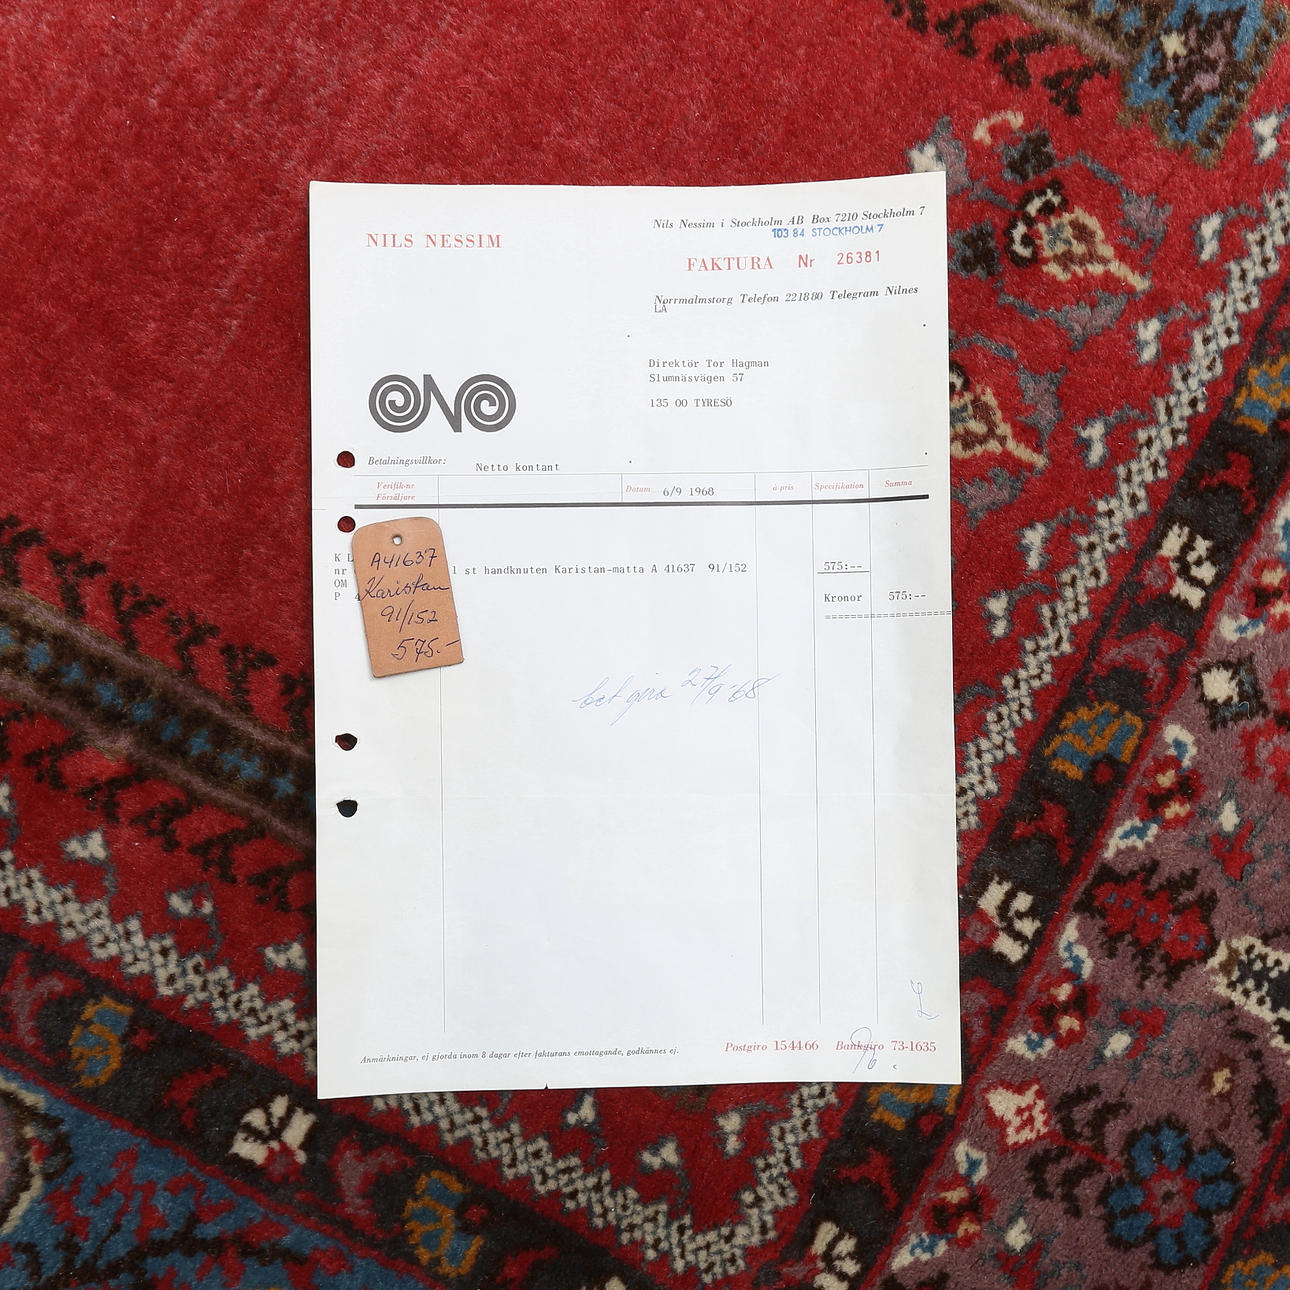 Nils Nessim i Stockholm AB Box 7210 Stockholm 7
103 84 STOCKHOLM 7
NILS NESSIM
FAKTURA Nr 26381
Norrmalmstorg Telefon 221880 Telegram Nilnes
LA
Direktör Tor Hagman
Slumnäsvägen 57
135 00 TYRESÖ
Betalningsvillkor: Netto kontant
Verifik-nr
Försäljare
Datum 6/9 1968
à-pris
Specifikation
Summa
K L
nr
OM
P 4
1 st handknuten Karistan-matta A 41637 91/152 575:--
Kronor 575:--
A41637
Karistan
91/152
575.-
bet giro 27/9-68
Anmärkningar, ej gjorda inom 8 dagar efter fakturans emottagande, godkännes ej.
Postgiro 154466 Bankgiro 73-1635